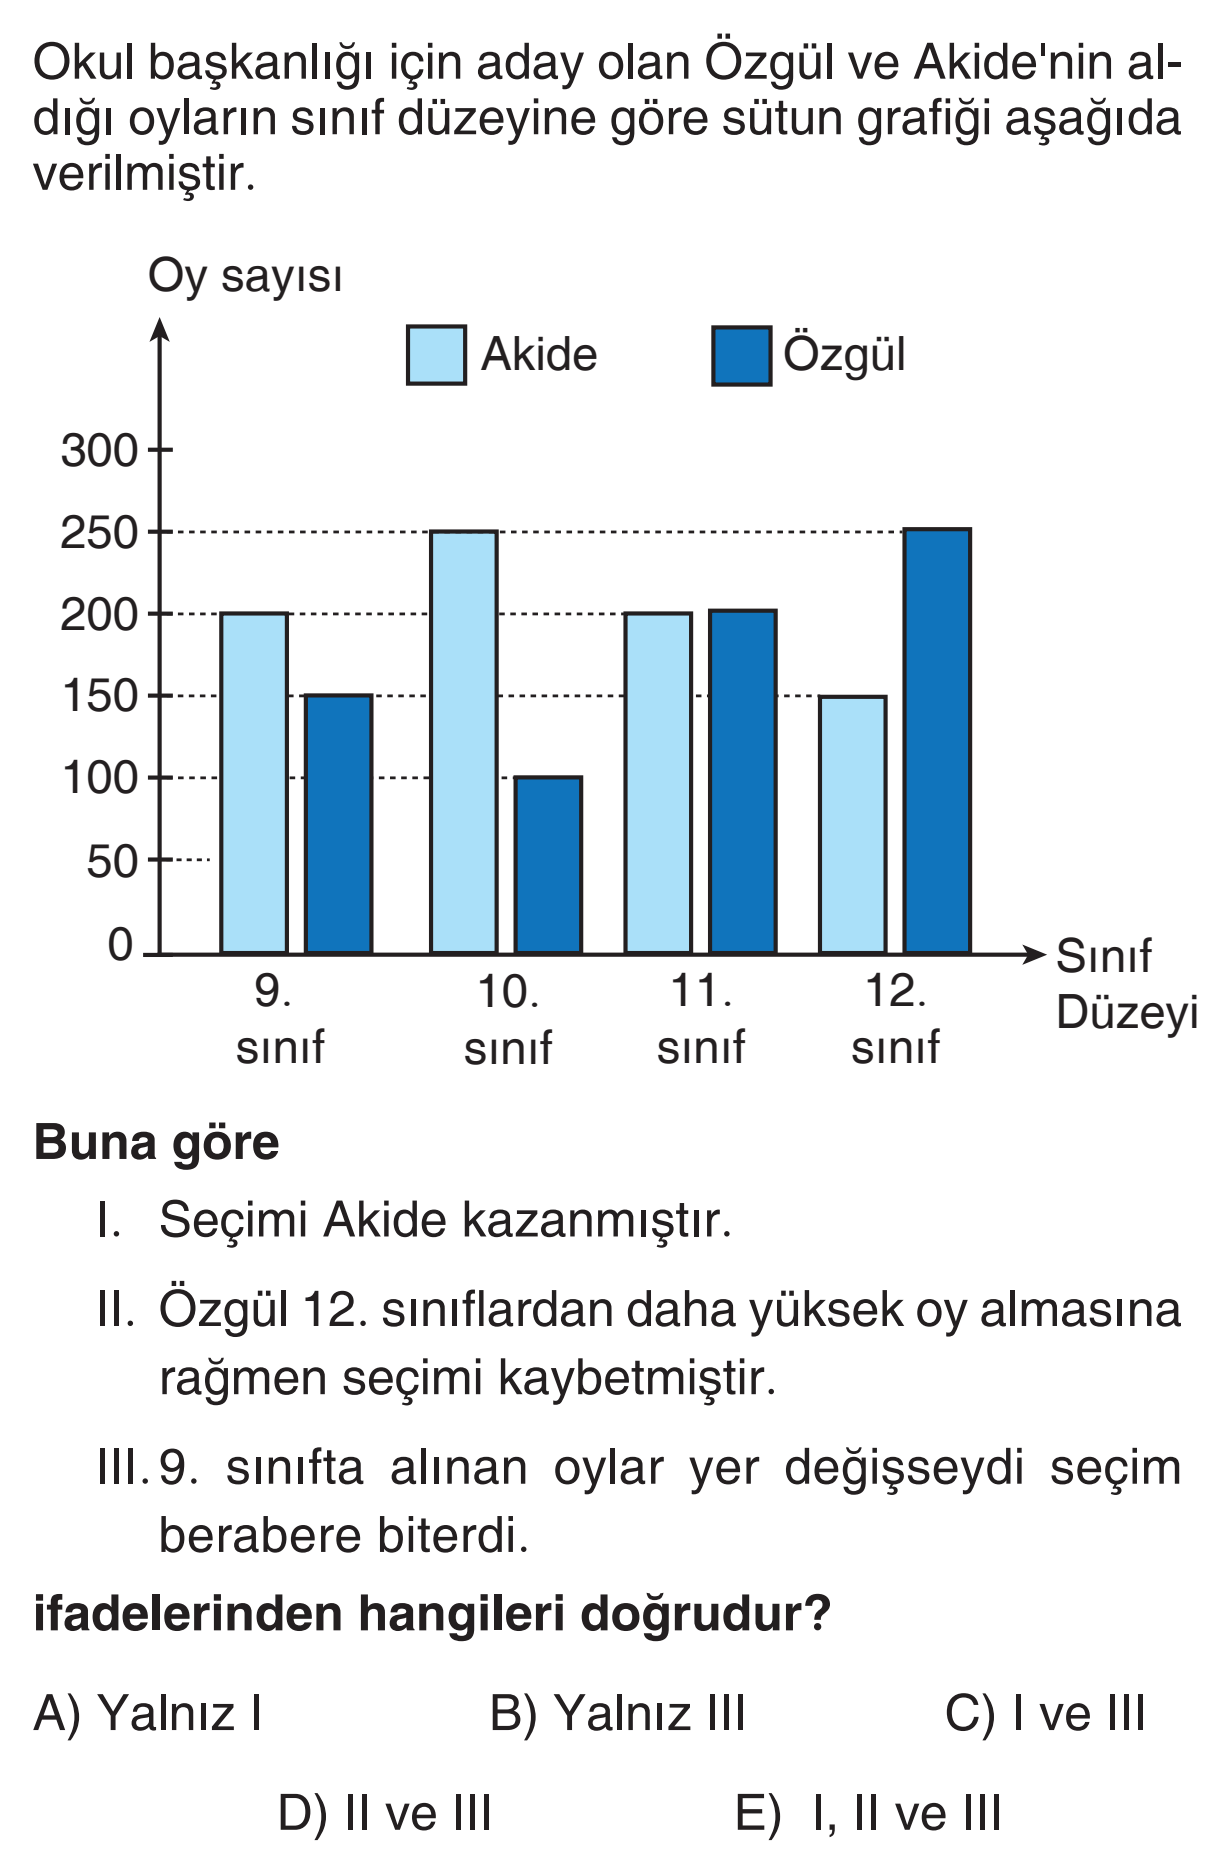 Okul başkanlığı için aday olan Özgül ve Akide'nin al-
dığı oyların sınıf düzeyine göre sütun grafiği aşağıda
verilmiştir.
Oy sayısı
Akide Özgül
300
250
200
150
100
50
0
9. 10. 11. 12.
sınıf sınıf sınıf sınıf
Sınıf
Düzeyi
Buna göre
I. Seçimi Akide kazanmıştır.
II. Özgül 12. sınıflardan daha yüksek oy almasına
rağmen seçimi kaybetmiştir.
III. 9. sınıfta alınan oylar yer değişseydi seçim
berabere biterdi.
ifadelerinden hangileri doğrudur?
A) Yalnız I B) Yalnız III C) I ve III
D) II ve III E) I, II ve III